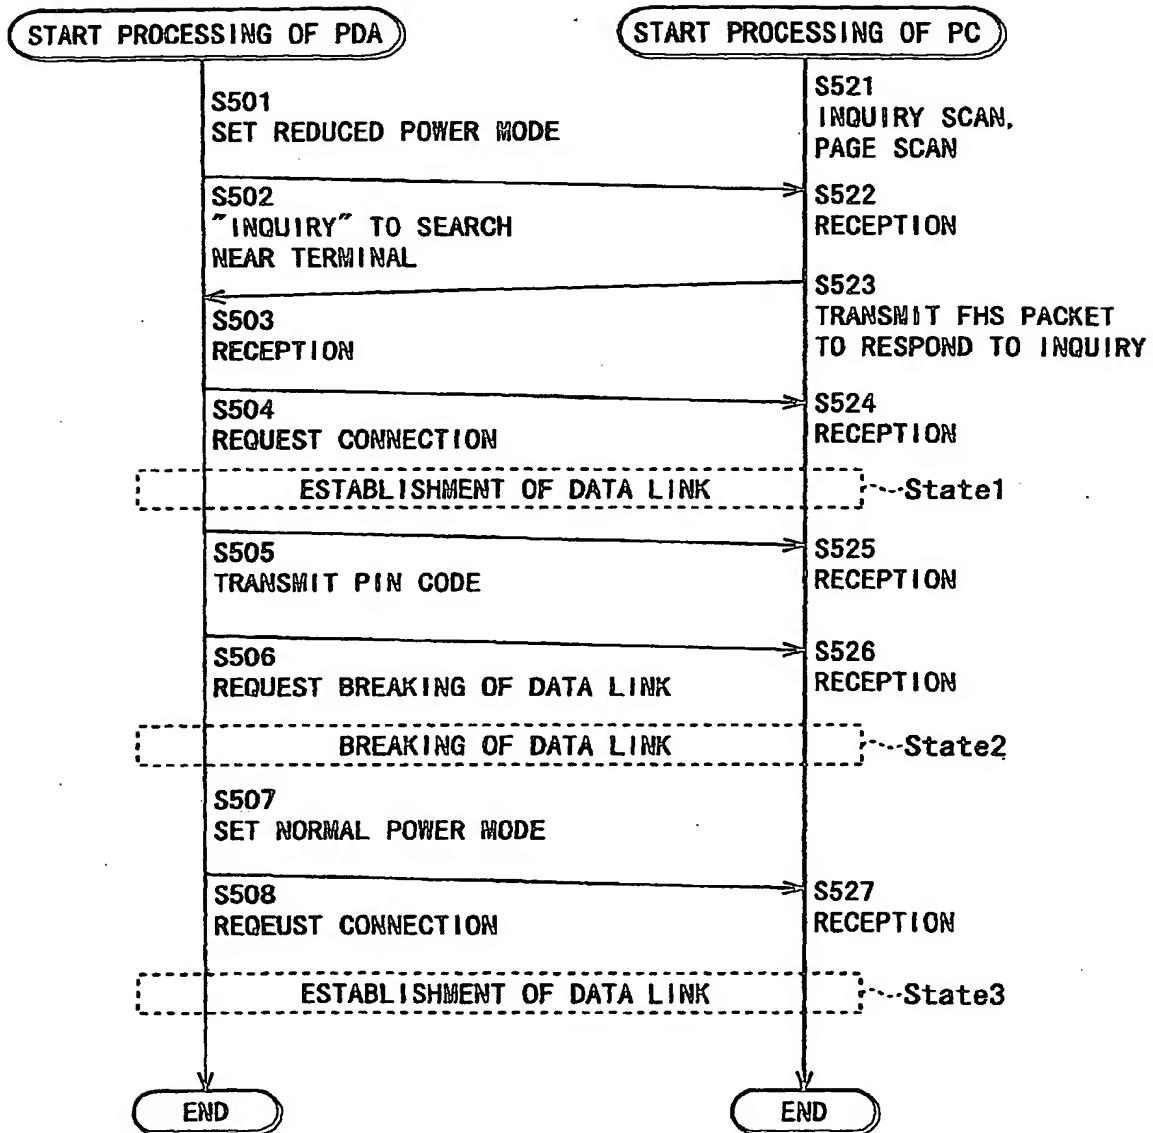 START PROCESSING OF PDA
START PROCESSING OF PC
S501
SET REDUCED POWER MODE
S521
INQUIRY SCAN,
PAGE SCAN
S502
"INQUIRY" TO SEARCH
NEAR TERMINAL
S522
RECEPTION
S503
RECEPTION
S523
TRANSMIT FHS PACKET
TO RESPOND TO INQUIRY
S504
REQUEST CONNECTION
S524
RECEPTION
ESTABLISHMENT OF DATA LINK
State1
S505
TRANSMIT PIN CODE
S525
RECEPTION
S506
REQUEST BREAKING OF DATA LINK
S526
RECEPTION
BREAKING OF DATA LINK
State2
S507
SET NORMAL POWER MODE
S508
REQEUST CONNECTION
S527
RECEPTION
ESTABLISHMENT OF DATA LINK
State3
END
END